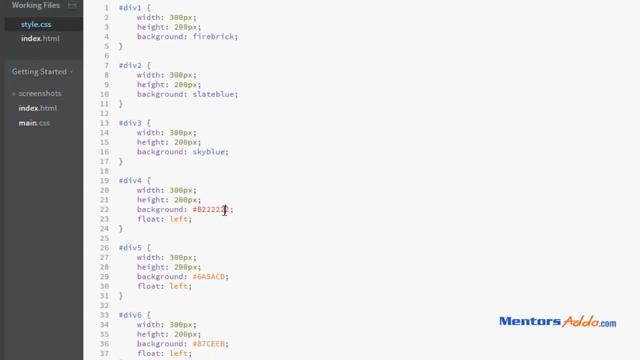 Working Files
style.css
index.html
Getting Started
screenshots
index.html
main.css
1 #div1 {
2 width: 300px;
3 height: 200px;
4 background: firebrick;
5 }
6
7 #div2 {
8 width: 300px;
9 height: 200px;
10 background: slateblue;
11 }
12
13 #div3 {
14 width: 300px;
15 height: 200px;
16 background: skyblue;
17 }
18
19 #div4 {
20 width: 300px;
21 height: 200px;
22 background: #B22222;
23 float: left;
24 }
25
26 #div5 {
27 width: 300px;
28 height: 200px;
29 background: #6A5ACD;
30 float: left;
31 }
32
33 #div6 {
34 width: 300px;
35 height: 200px;
36 background: #87CEEB;
37 float: left;
MentorsAdda.com